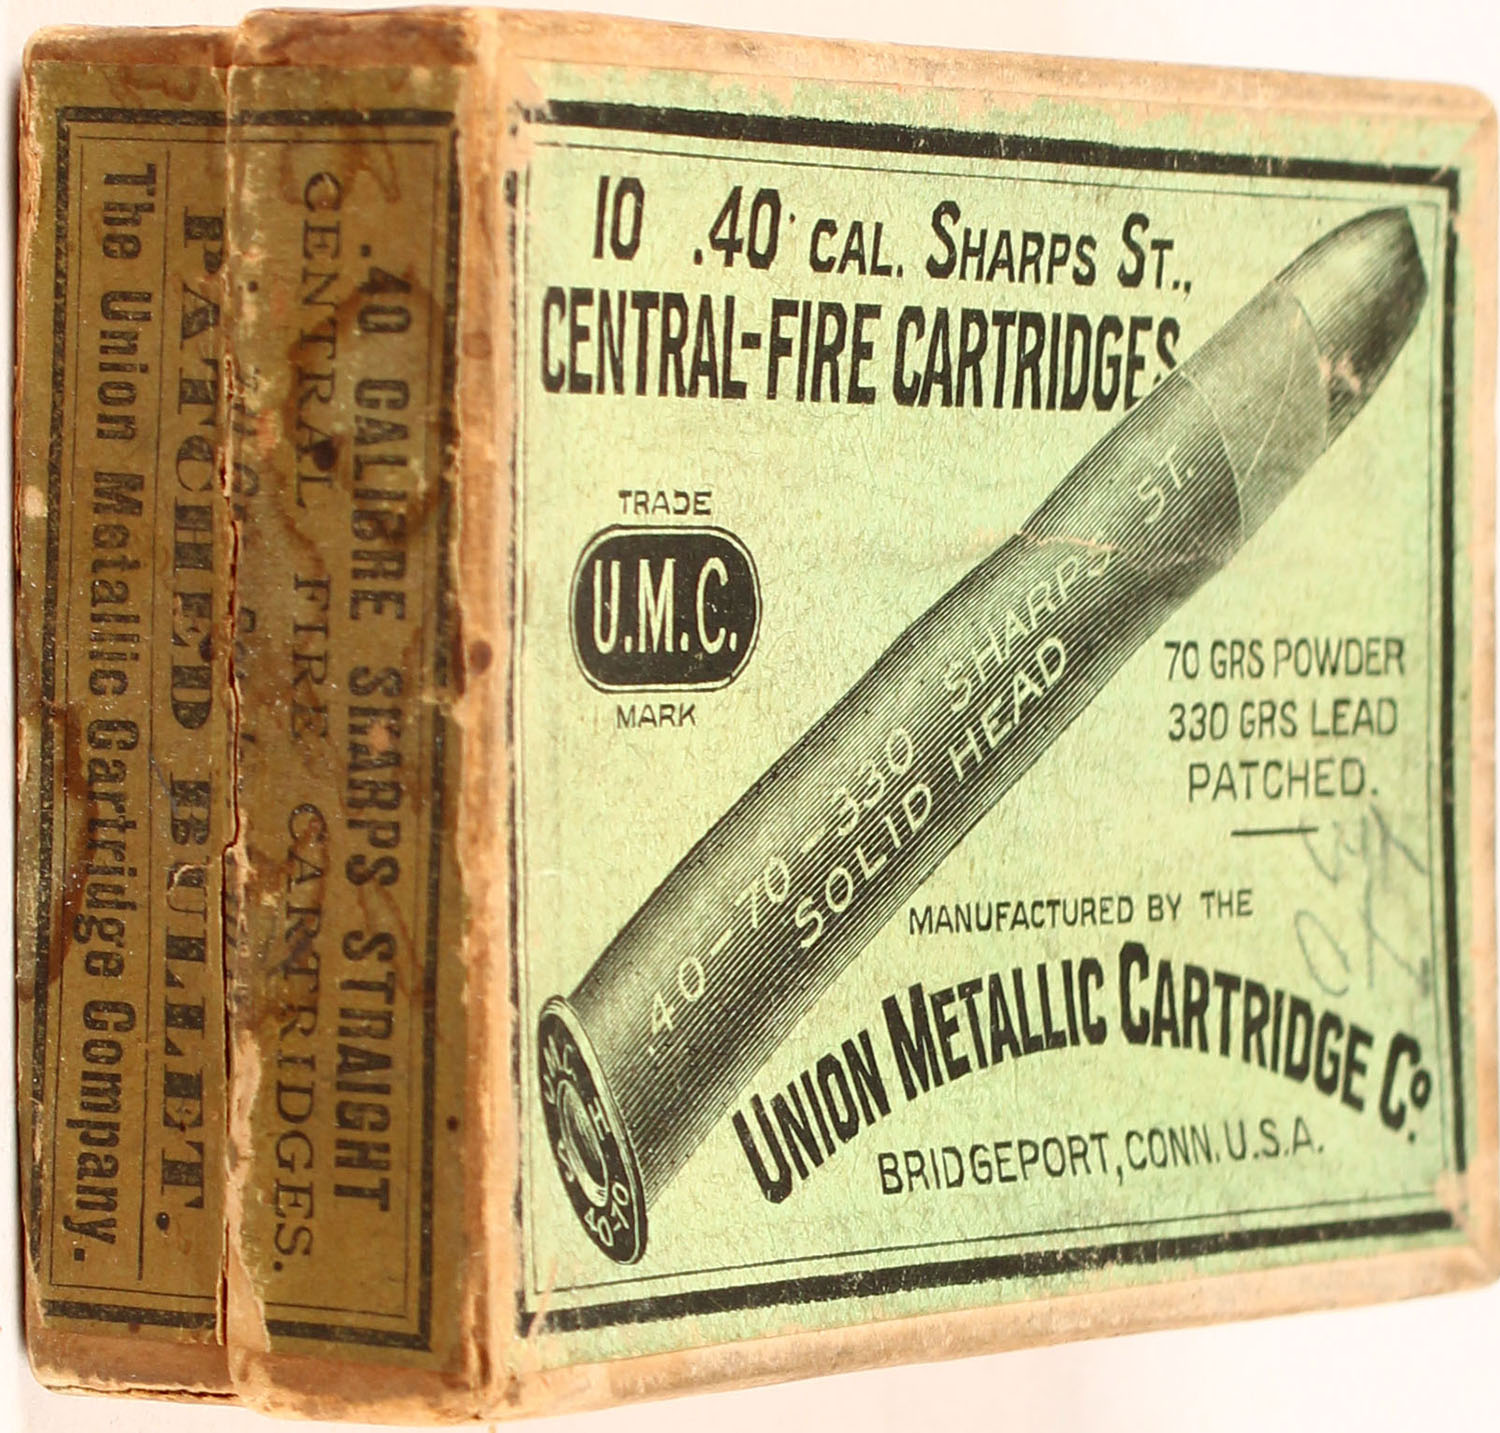 10 .40 CAL. SHARPS ST.,
CENTRAL-FIRE CARTRIDGES
TRADE
U.M.C.
MARK
40-70-330 SHARPS ST.
SOLID HEAD
70 GRS POWDER
330 GRS LEAD
PATCHED.
MANUFACTURED BY THE
UNION METALLIC CARTRIDGE Co.
BRIDGEPORT, CONN. U.S.A.
U.M.C.
S H
40-70
.40 CALIBRE SHARPS STRAIGHT
CENTRAL FIRE CARTRIDGES.
PATCHED BULLET.
The Union Metallic Cartridge Company.